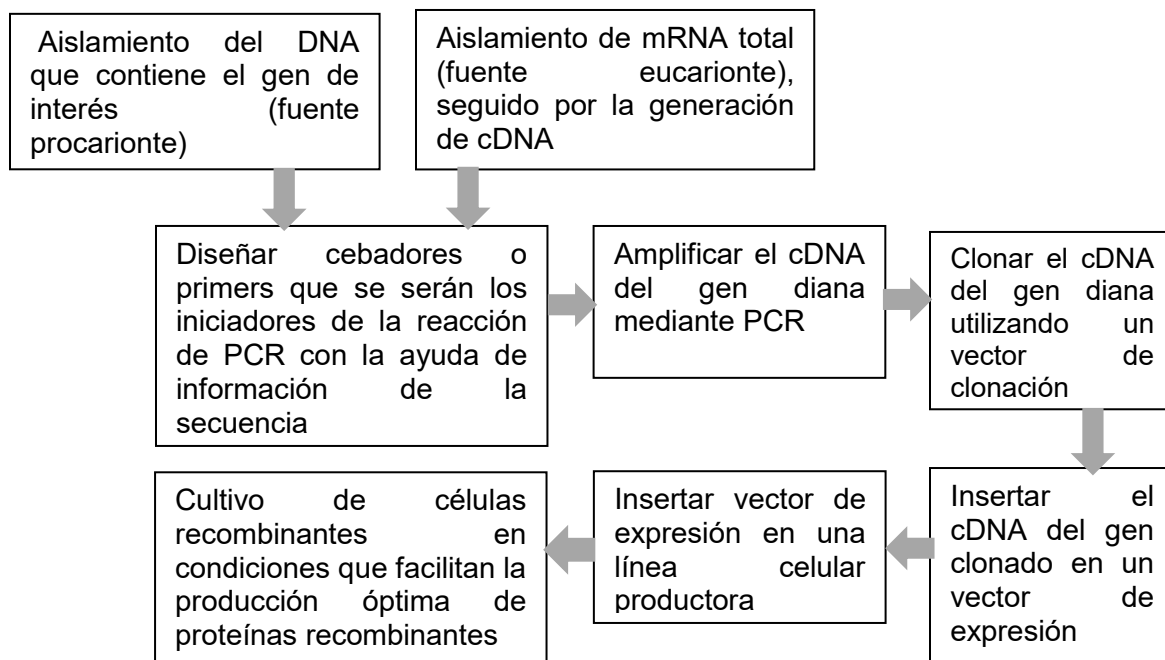 Aislamiento del DNA
que contiene el gen de
interés (fuente
procarionte)
Aislamiento de mRNA total
(fuente eucarionte),
seguido por la generación
de cDNA
Diseñar cebadores o
primers que se serán los
iniciadores de la reacción
de PCR con la ayuda de
información de la
secuencia
Amplificar el cDNA
del gen diana
mediante PCR
Clonar el cDNA
del gen diana
utilizando un
vector de
clonación
Insertar el
cDNA del gen
clonado en un
vector de
expresión
Insertar vector de
expresión en una
línea celular
productora
Cultivo de células
recombinantes en
condiciones que facilitan la
producción óptima de
proteínas recombinantes